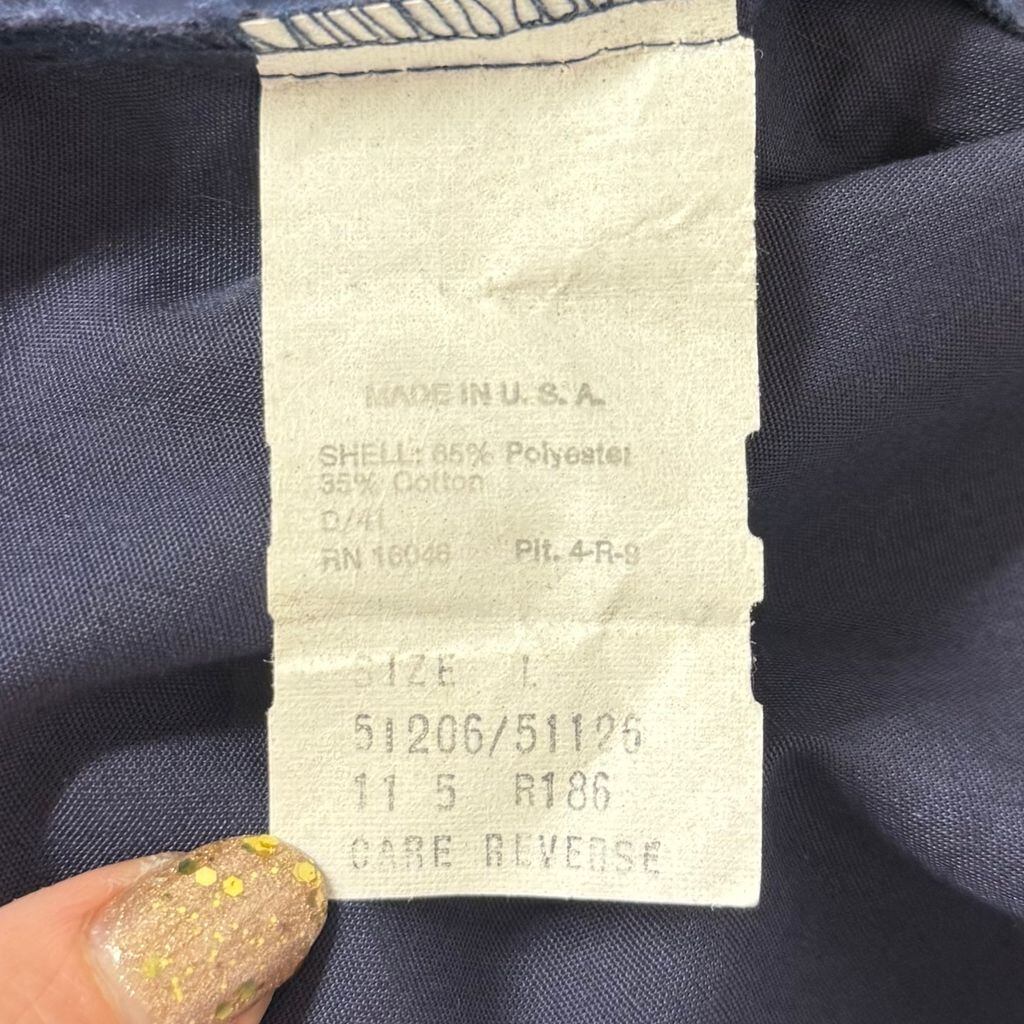 MADE IN U. S. A.
SHELL: 65% Polyester
35% Cotton
D/41
RN 16046 Plt. 4-R-9
SIZE L
51206/51126
11 5 R186
CARE REVERSE